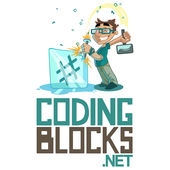 #
CODING
BLOCKS
.NET